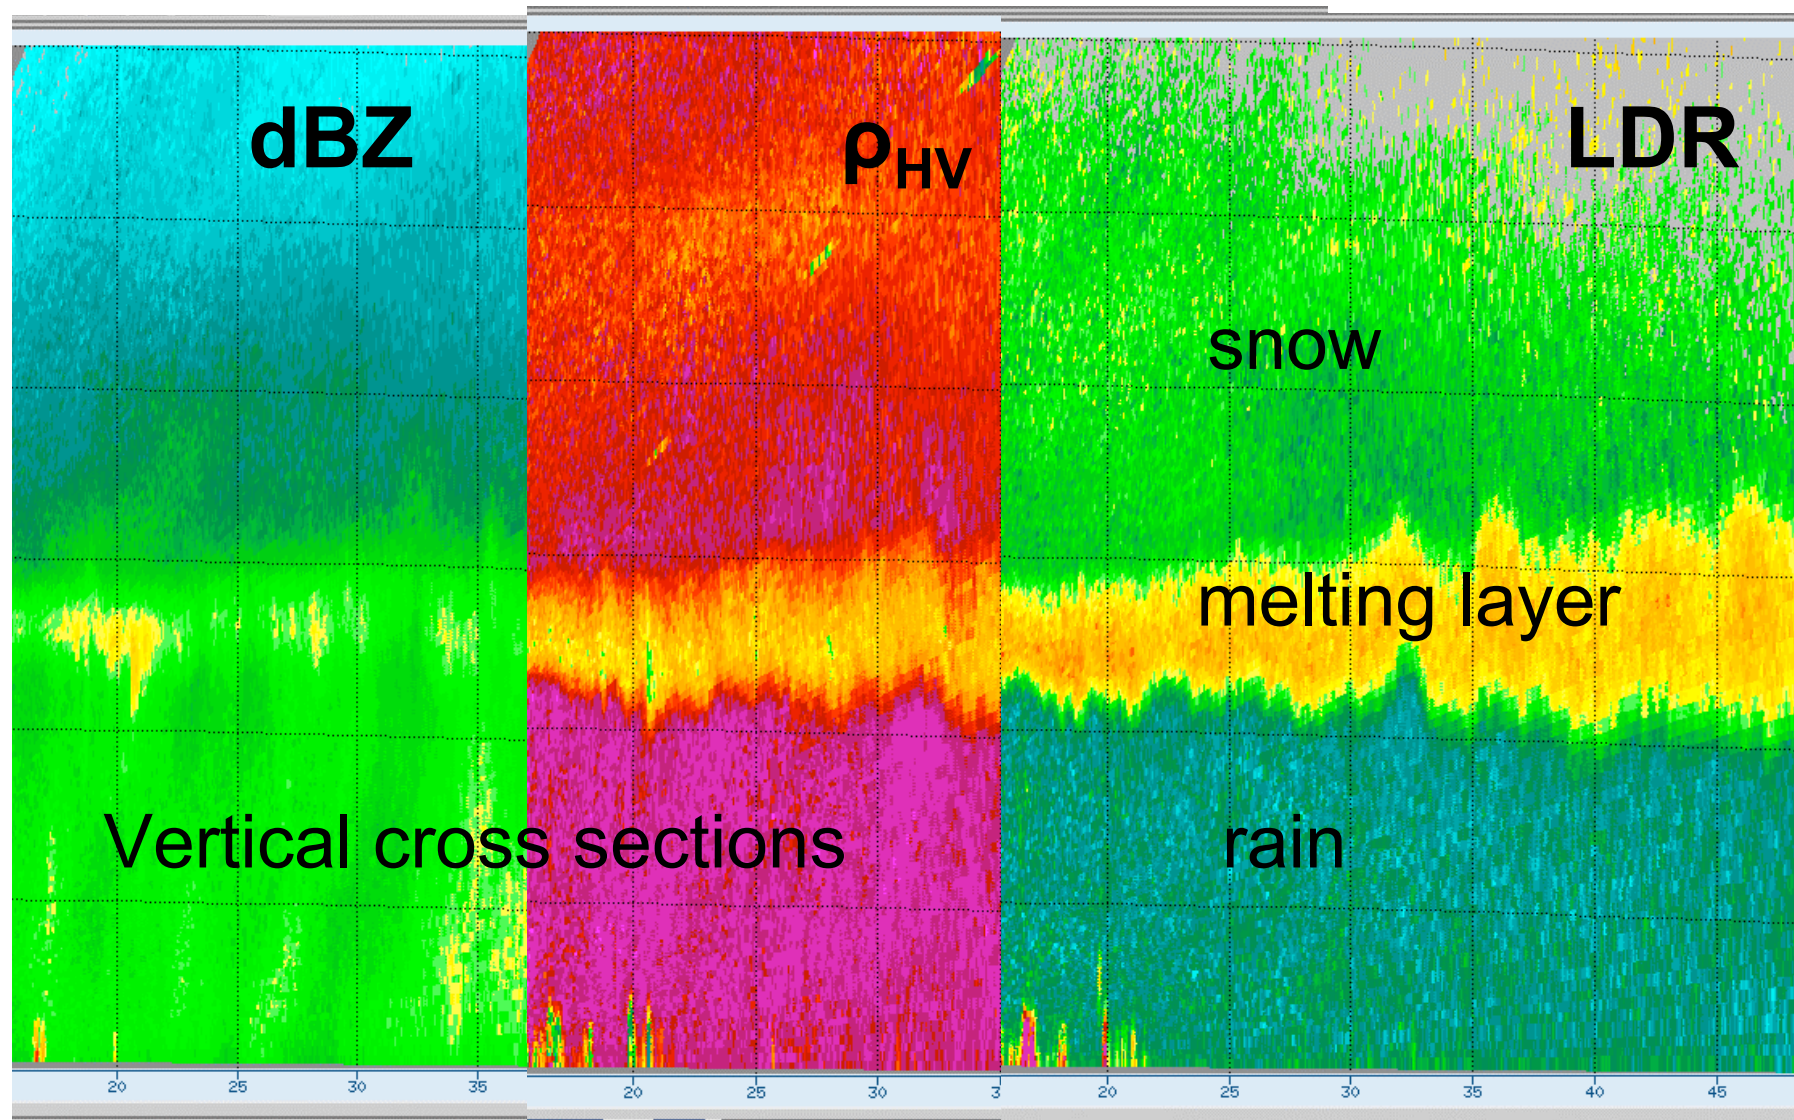 dBZ
ρHV
LDR
snow
melting layer
Vertical cross sections
rain
20 25 30 35
20 25 30 3
20 25 30 35 40 45